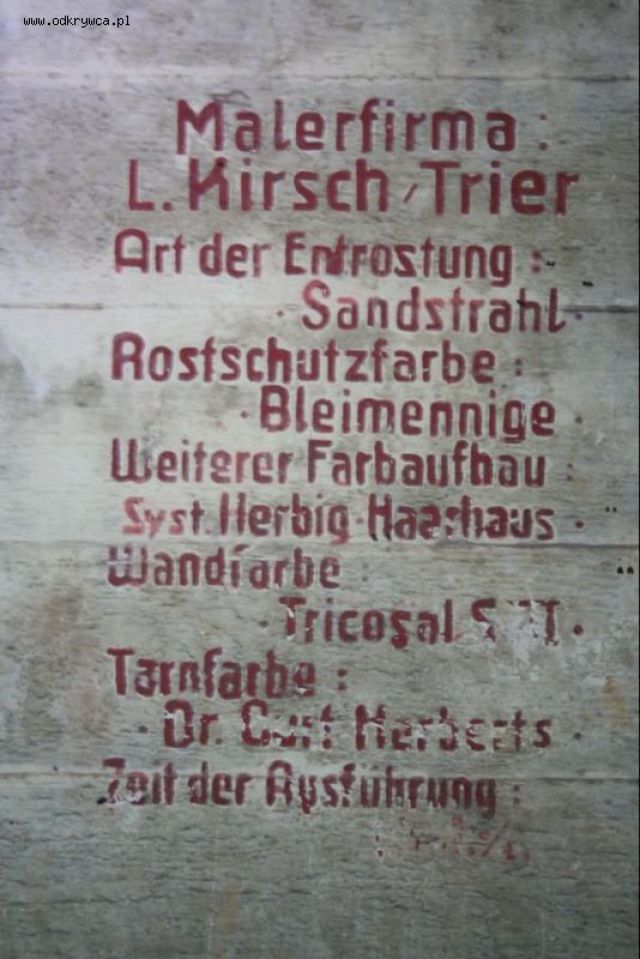 www.odkrywca.pl
Malerfirma:
L. Kirsch, Trier
Art der Entrostung:
· Sandstrahl ·
Rostschutzfarbe:
· Bleimennige ·
Weiterer Farbaufbau:
Syst. Herbig-Haarhaus ·
Wandfarbe
· Tricosal ·
Tarnfarbe:
· Dr. Curt Herberts ·
Zeit der Ausführung: